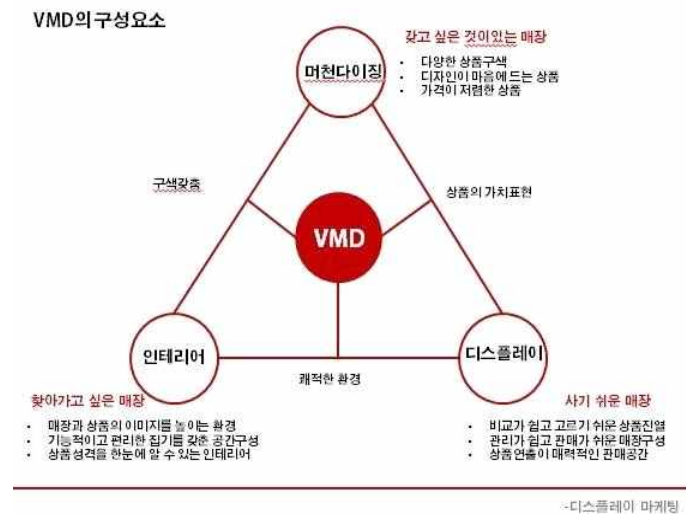 VMD의구성요소
갖고 싶은 것이있는 매장
• 다양한 상품구색
• 디자인이 마음에 드는 상품
• 가격이 저렴한 상품
머천다이징
구색갖춤
상품의 가치표현
VMD
인테리어
디스플레이
쾌적한 환경
찾아가고 싶은 매장
• 매장과 상품의 이미지를 높이는 환경
• 기능적이고 편리한 집기를 갖춘 공간구성
• 상품성격을 한눈에 알 수 있는 인테리어
사기 쉬운 매장
• 비교가 쉽고 고르기 쉬운 상품진열
• 관리가 쉽고 판매가 쉬운 매장구성
• 상품연출이 매력적인 판매공간
-디스플레이 마케팅